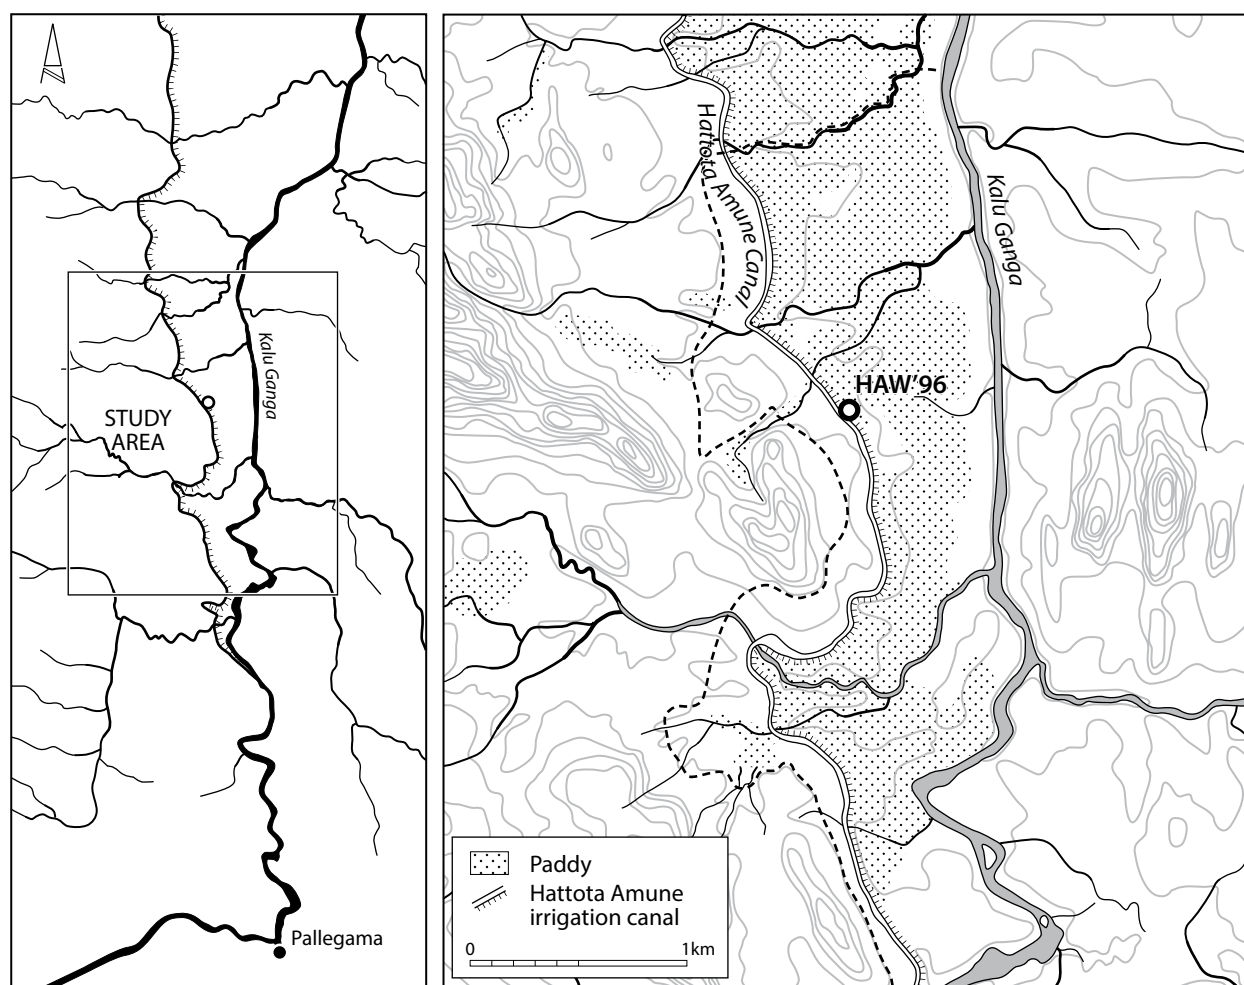 Kalu Ganga
STUDY
AREA
Pallegama
Hattota Amune Canal
Kalu Ganga
HAW'96
Paddy
Hattota Amune
irrigation canal
0 1km